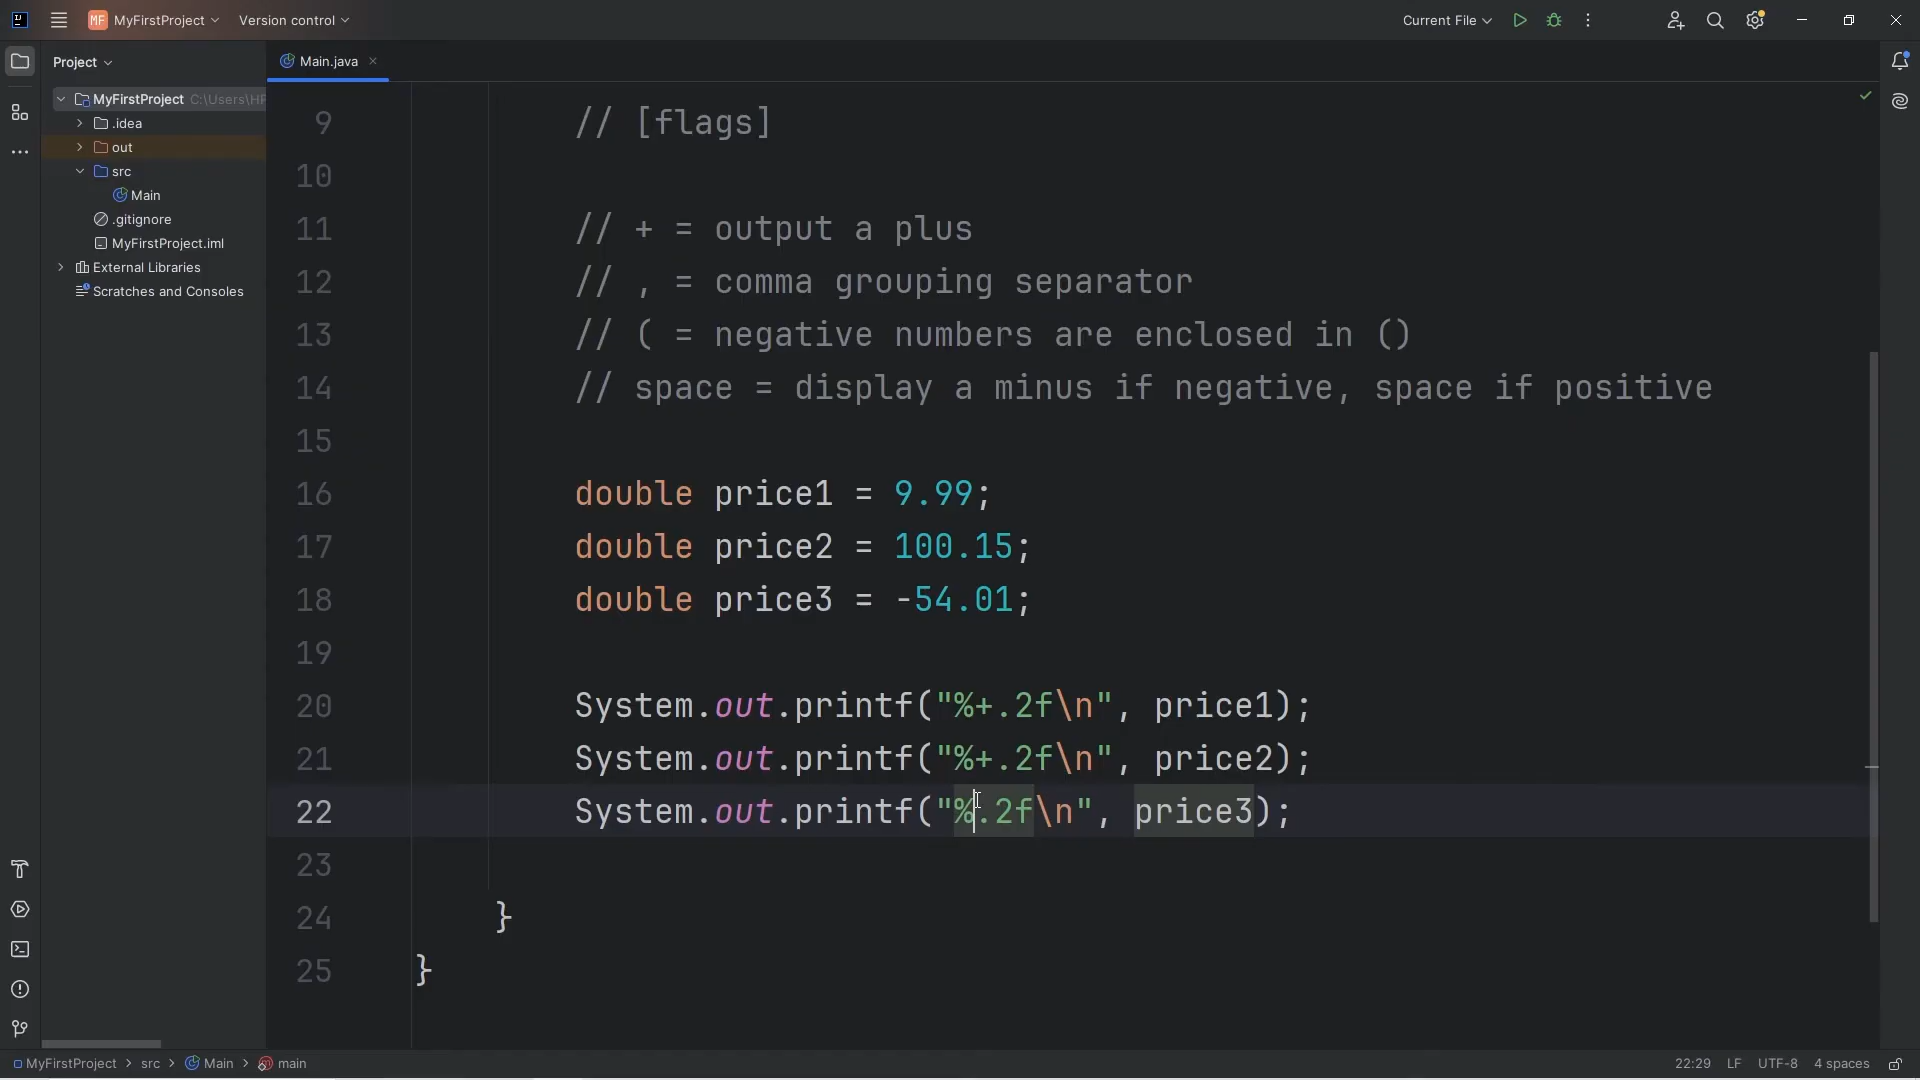 MF MyFirstProject Version control Current File
Project Main.java
MyFirstProject C:\Users\HP
.idea
out
src
Main
.gitignore
MyFirstProject.iml
External Libraries
Scratches and Consoles
9 // [flags]
10
11 // + = output a plus
12 // , = comma grouping separator
13 // ( = negative numbers are enclosed in ()
14 // space = display a minus if negative, space if positive
15
16 double price1 = 9.99;
17 double price2 = 100.15;
18 double price3 = -54.01;
19
20 System.out.printf("%+.2f\n", price1);
21 System.out.printf("%+.2f\n", price2);
22 System.out.printf("%.2f\n", price3);
23
24 }
25 }
MyFirstProject > src > Main > main 22:29 LF UTF-8 4 spaces